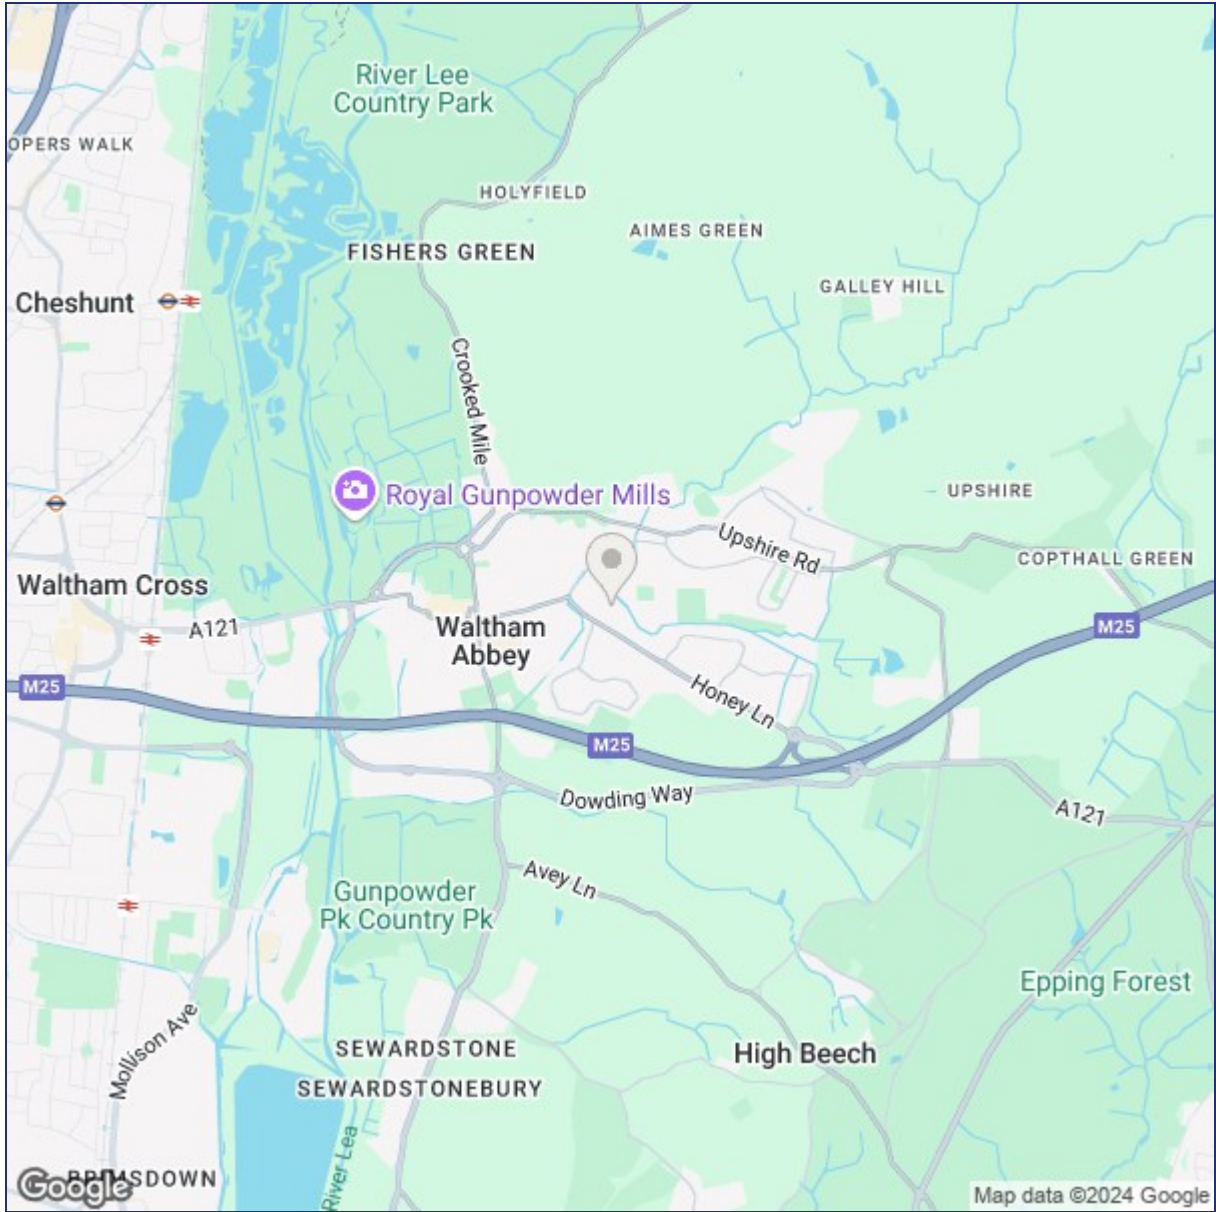 River Lee
Country Park
OPERS WALK
HOLYFIELD
AIMES GREEN
FISHERS GREEN
GALLEY HILL
Cheshunt
Crooked Mile
Royal Gunpowder Mills
UPSHIRE
Upshire Rd
COPTHALL GREEN
Waltham Cross
A121
Waltham
Abbey
M25
M25
Honey Ln
M25
Dowding Way
A121
Avey Ln
Gunpowder
Pk Country Pk
Epping Forest
Mollison Ave
SEWARDSTONE
High Beech
SEWARDSTONEBURY
River Lea
BRIMSDOWN
Google
Map data ©2024 Google